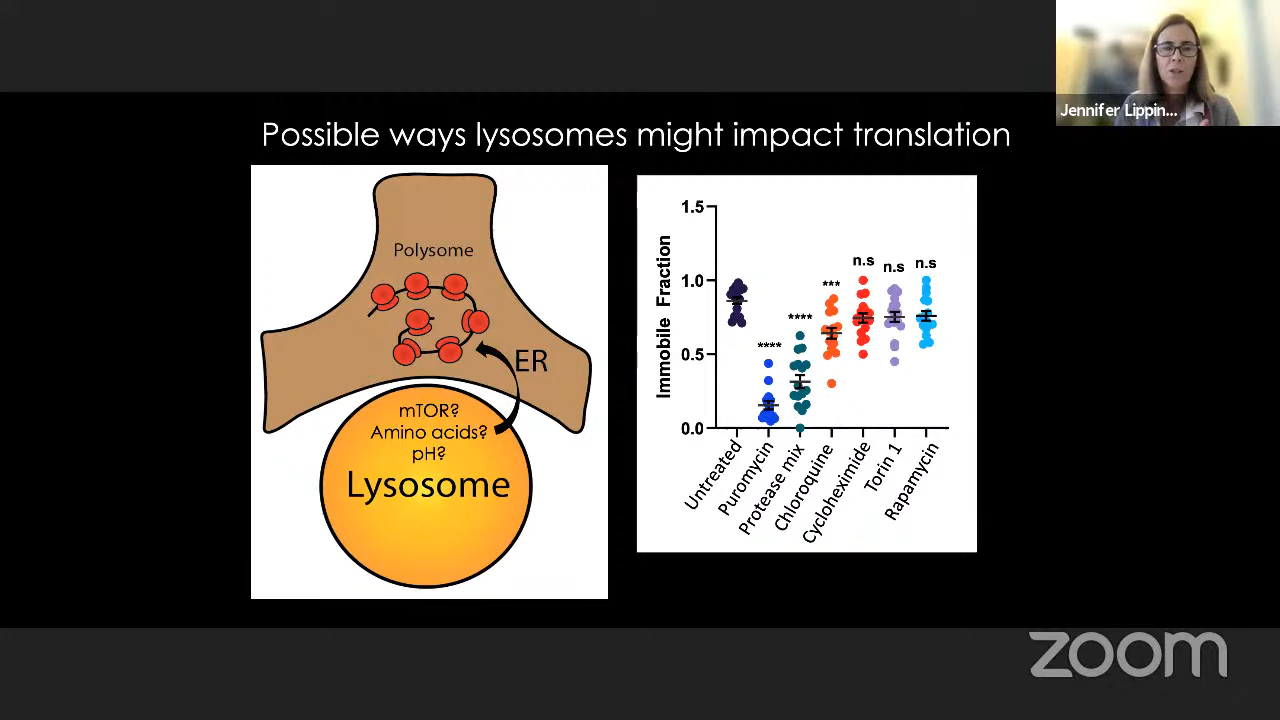 Jennifer Lippin...
Possible ways lysosomes might impact translation
Polysome
ER
mTOR?
Amino acids?
pH?
Lysosome
Immobile Fraction
1.5
1.0
0.5
0.0
****
****
***
n.s
n.s
n.s
Untreated
Puromycin
Protease mix
Chloroquine
Cycloheximide
Torin 1
Rapamycin
zoom